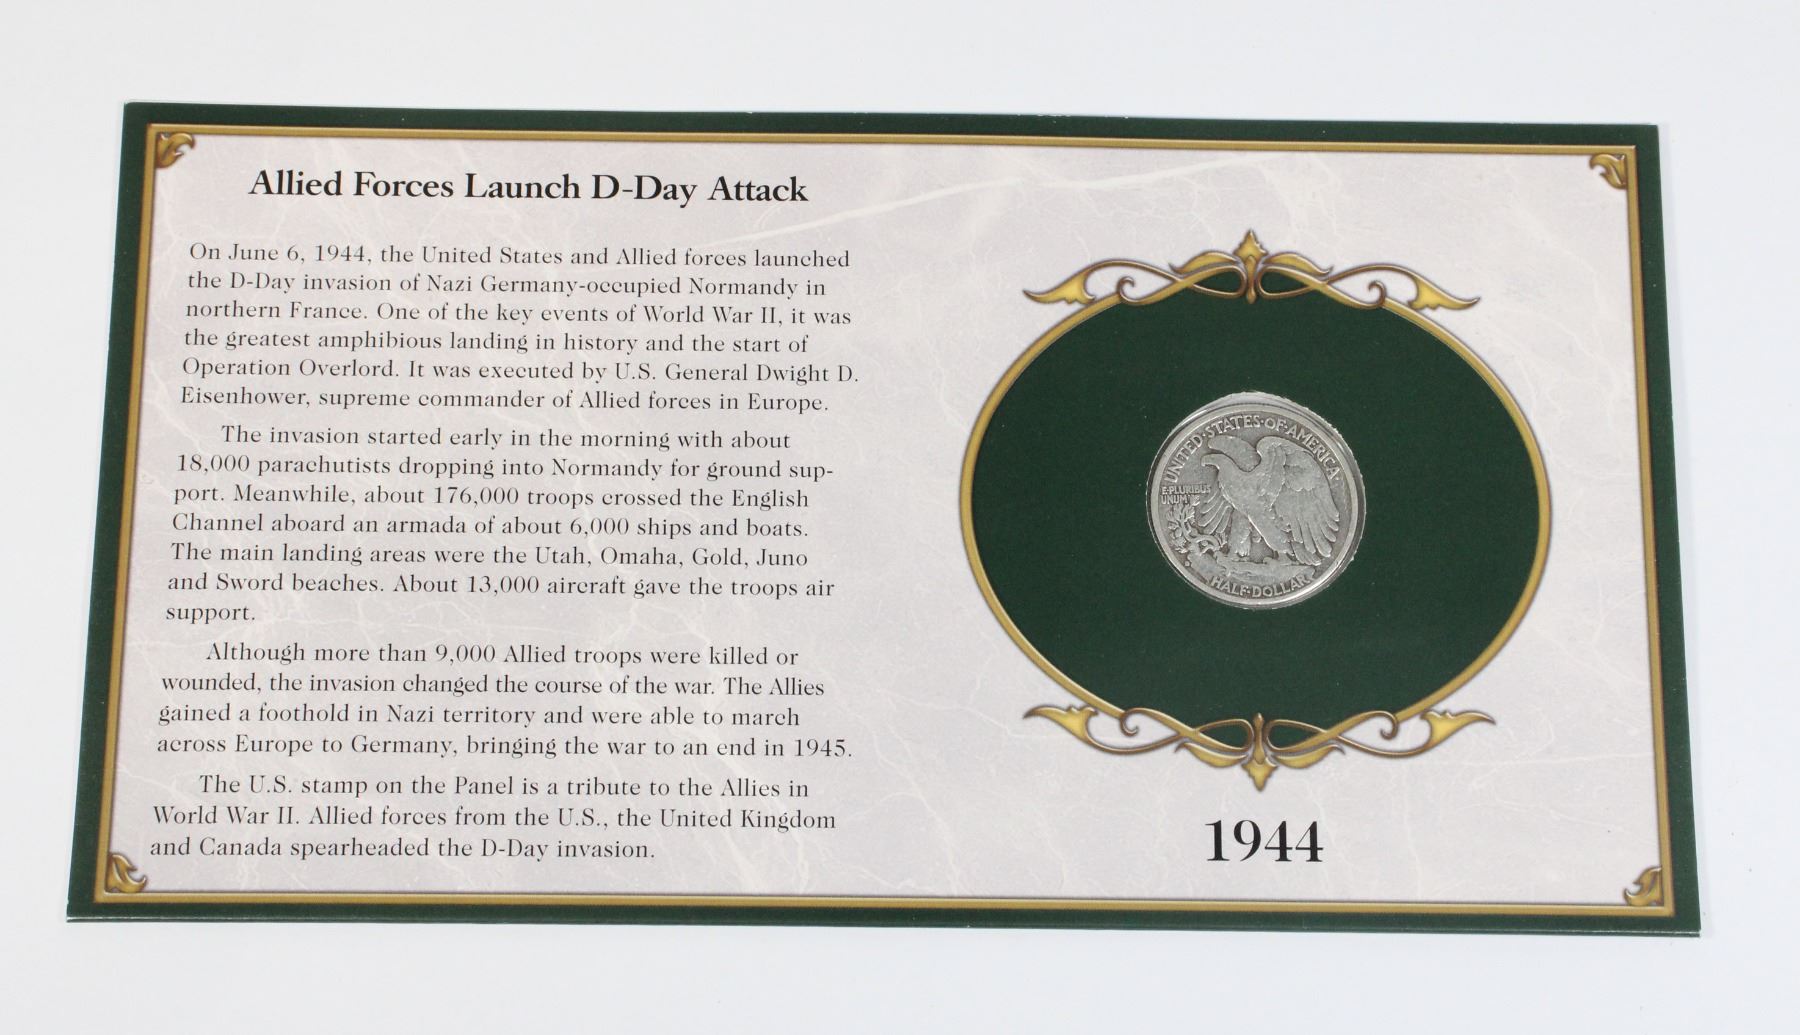 Allied Forces Launch D-Day Attack
On June 6, 1944, the United States and Allied forces launched
the D-Day invasion of Nazi Germany-occupied Normandy in
northern France. One of the key events of World War II, it was
the greatest amphibious landing in history and the start of
Operation Overlord. It was executed by U.S. General Dwight D.
Eisenhower, supreme commander of Allied forces in Europe.
The invasion started early in the morning with about
18,000 parachutists dropping into Normandy for ground sup-
port. Meanwhile, about 176,000 troops crossed the English
Channel aboard an armada of about 6,000 ships and boats.
The main landing areas were the Utah, Omaha, Gold, Juno
and Sword beaches. About 13,000 aircraft gave the troops air
support.
Although more than 9,000 Allied troops were killed or
wounded, the invasion changed the course of the war. The Allies
gained a foothold in Nazi territory and were able to march
across Europe to Germany, bringing the war to an end in 1945.
The U.S. stamp on the Panel is a tribute to the Allies in
World War II. Allied forces from the U.S., the United Kingdom
and Canada spearheaded the D-Day invasion.
UNITED·STATES·OF·AMERICA·
E·PLURIBUS
UNUM
HALF·DOLLAR
1944